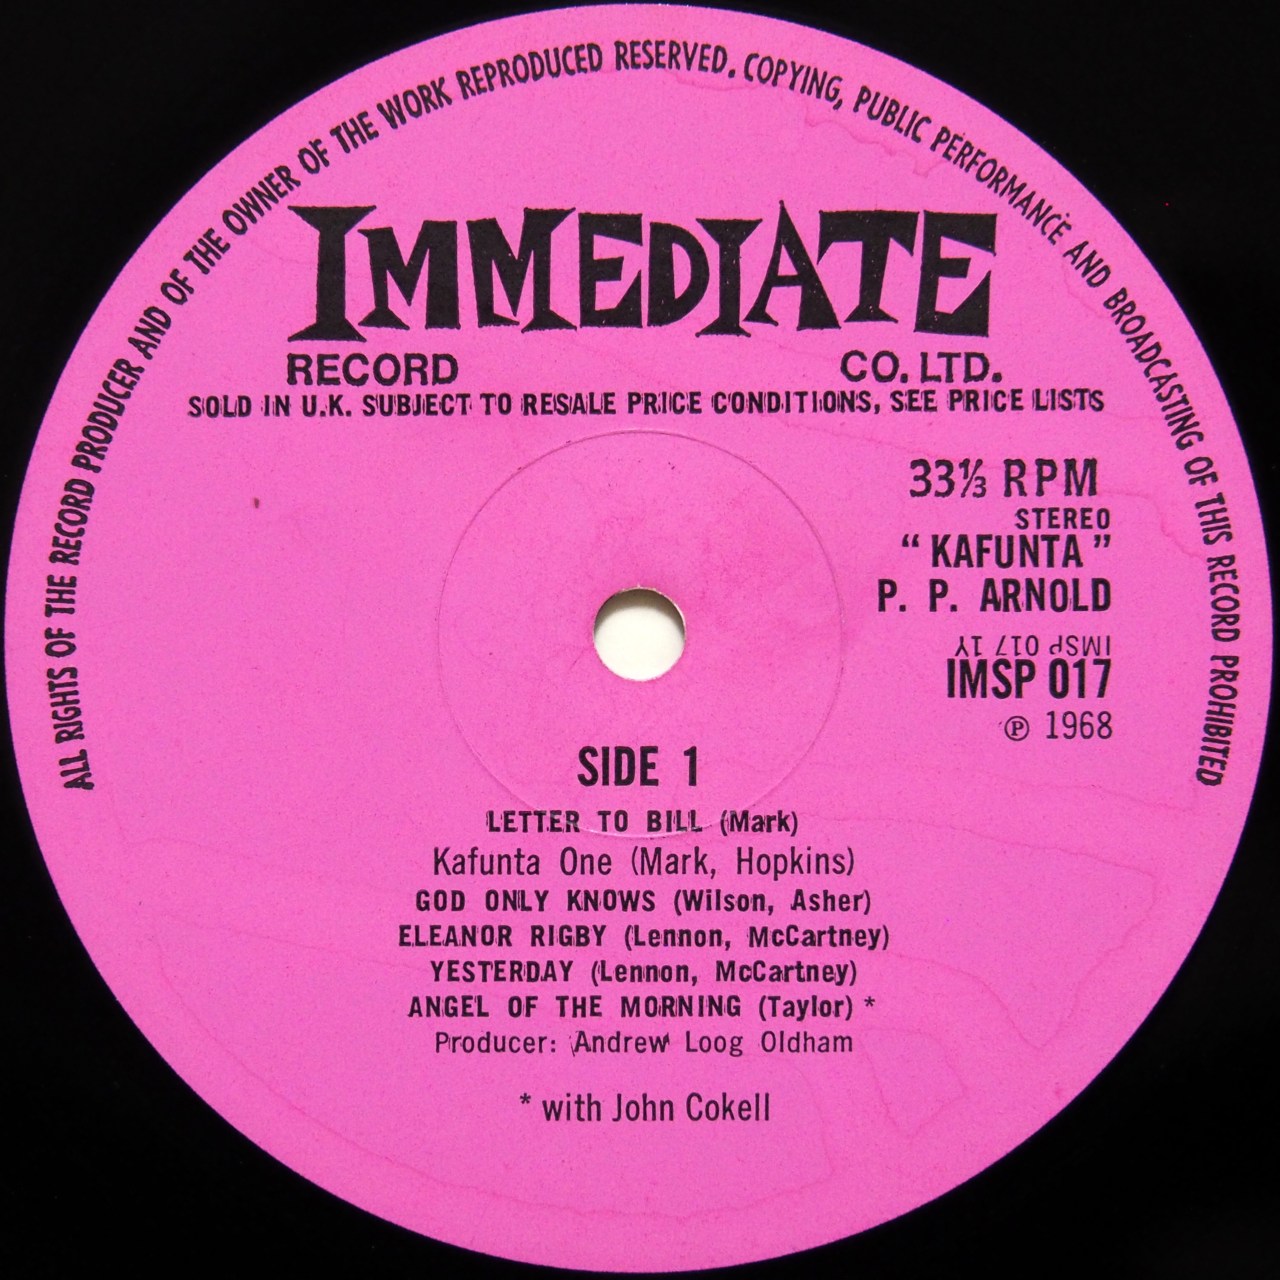 ALL RIGHTS OF THE RECORD PRODUCER AND OF THE OWNER OF THE WORK REPRODUCED RESERVED. COPYING, PUBLIC PERFORMANCE AND BROADCASTING OF THIS RECORD PROHIBITED
IMMEDIATE
RECORD CO. LTD.
SOLD IN U.K. SUBJECT TO RESALE PRICE CONDITIONS, SEE PRICE LISTS
33⅓ RPM
STEREO
“ KAFUNTA ”
P. P. ARNOLD
IMSP 017 1Y
IMSP 017
℗ 1968
SIDE 1
LETTER TO BILL (Mark)
Kafunta One (Mark, Hopkins)
GOD ONLY KNOWS (Wilson, Asher)
ELEANOR RIGBY (Lennon, McCartney)
YESTERDAY (Lennon, McCartney)
ANGEL OF THE MORNING (Taylor) *
Producer: Andrew Loog Oldham
* with John Cokell